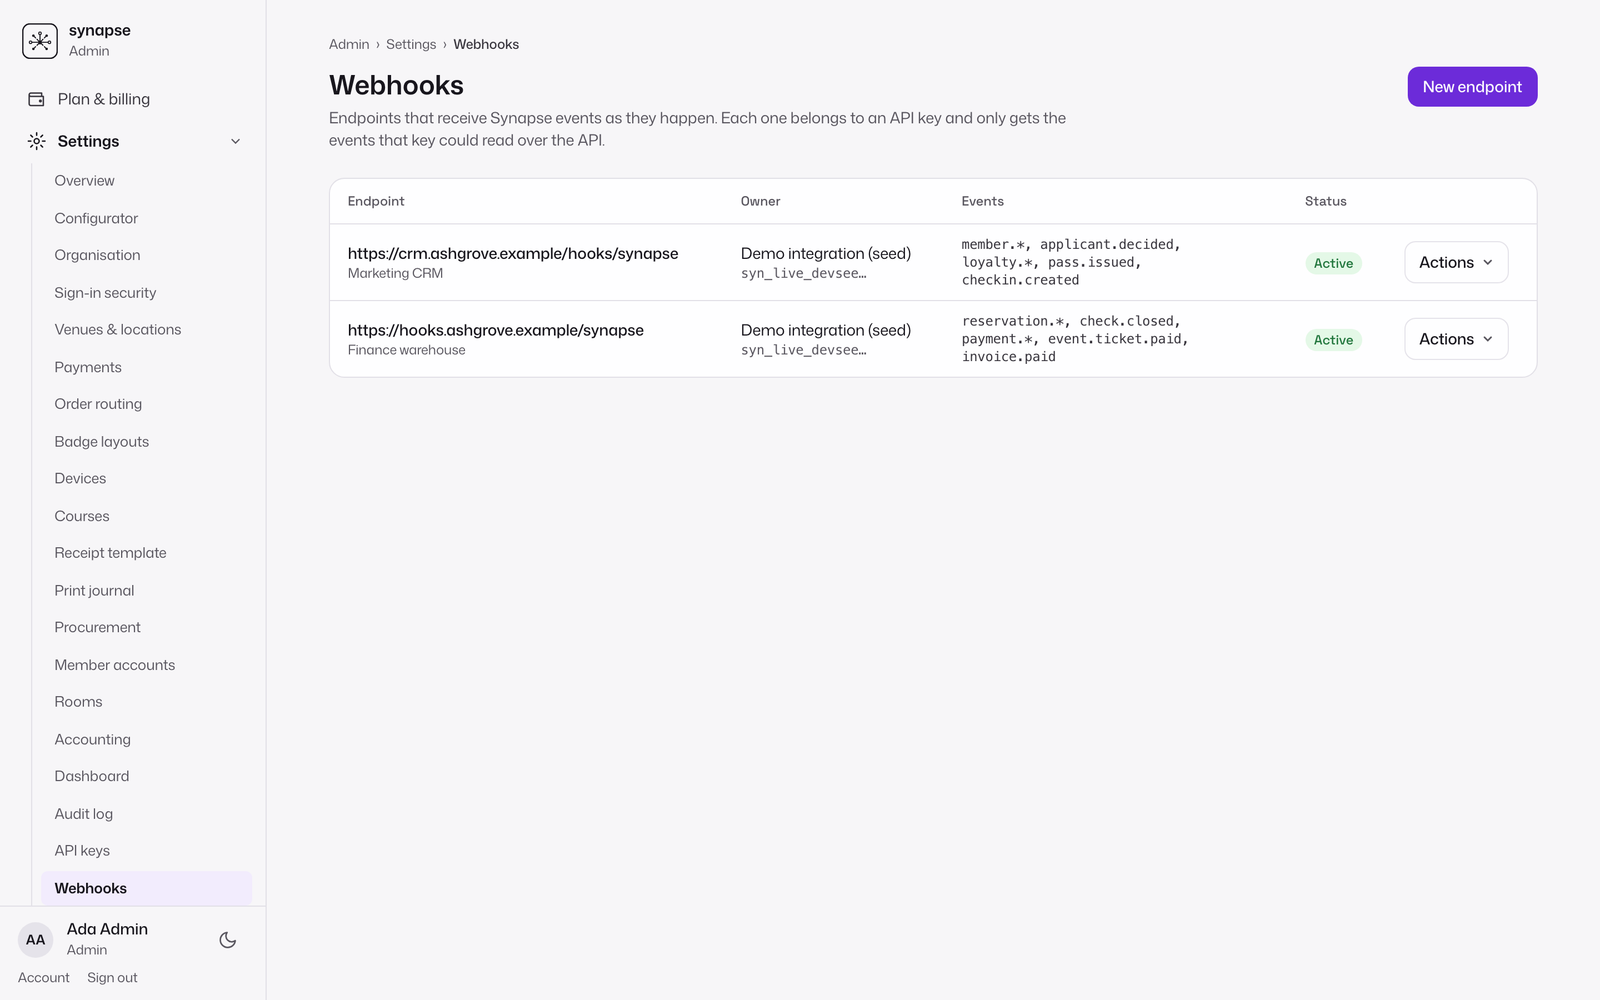 synapse
Admin
Plan & billing
Settings
Overview
Configurator
Organisation
Sign-in security
Venues & locations
Payments
Order routing
Badge layouts
Devices
Courses
Receipt template
Print journal
Procurement
Member accounts
Rooms
Accounting
Dashboard
Audit log
API keys
Webhooks
AA
Ada Admin
Admin
Account Sign out
Admin › Settings › Webhooks
Webhooks
New endpoint
Endpoints that receive Synapse events as they happen. Each one belongs to an API key and only gets the
events that key could read over the API.
Endpoint Owner Events Status
https://crm.ashgrove.example/hooks/synapse
Marketing CRM
Demo integration (seed)
syn_live_devsee…
member.*, applicant.decided,
loyalty.*, pass.issued,
checkin.created
Active
Actions
https://hooks.ashgrove.example/synapse
Finance warehouse
Demo integration (seed)
syn_live_devsee…
reservation.*, check.closed,
payment.*, event.ticket.paid,
invoice.paid
Active
Actions